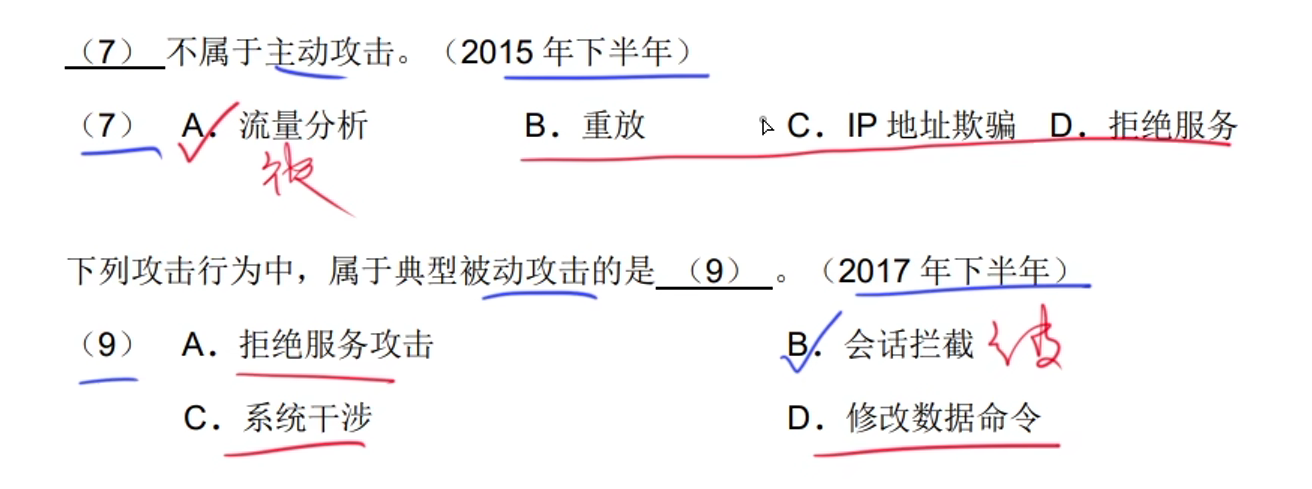 （7） 不属于主动攻击。（2015 年下半年）
（7） A．流量分析 B．重放 C．IP 地址欺骗 D．拒绝服务
被
下列攻击行为中，属于典型被动攻击的是 （9） 。（2017 年下半年）
（9） A．拒绝服务攻击 B．会话拦截 被
C．系统干涉 D．修改数据命令